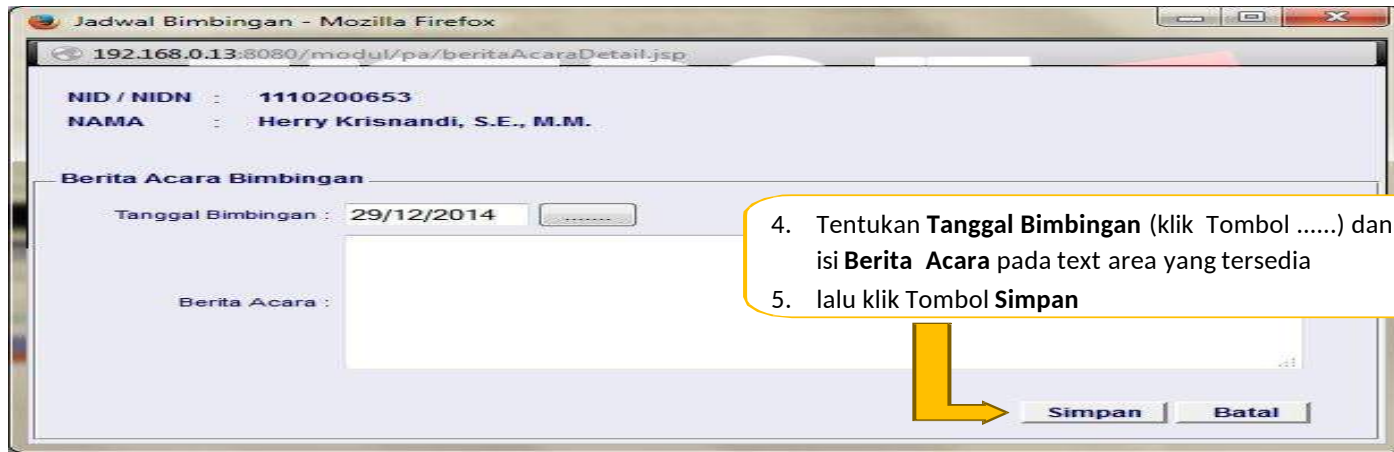 Jadwal Bimbingan - Mozilla Firefox
192.168.0.13:8080/modul/pa/beritaAcaraDetail.jsp
NID / NIDN : 1110200653
NAMA : Herry Krisnandi, S.E., M.M.
Berita Acara Bimbingan
Tanggal Bimbingan : 29/12/2014 .......
4. Tentukan Tanggal Bimbingan (klik Tombol ......) dan
isi Berita Acara pada text area yang tersedia
5. lalu klik Tombol Simpan
Berita Acara :
Simpan Batal